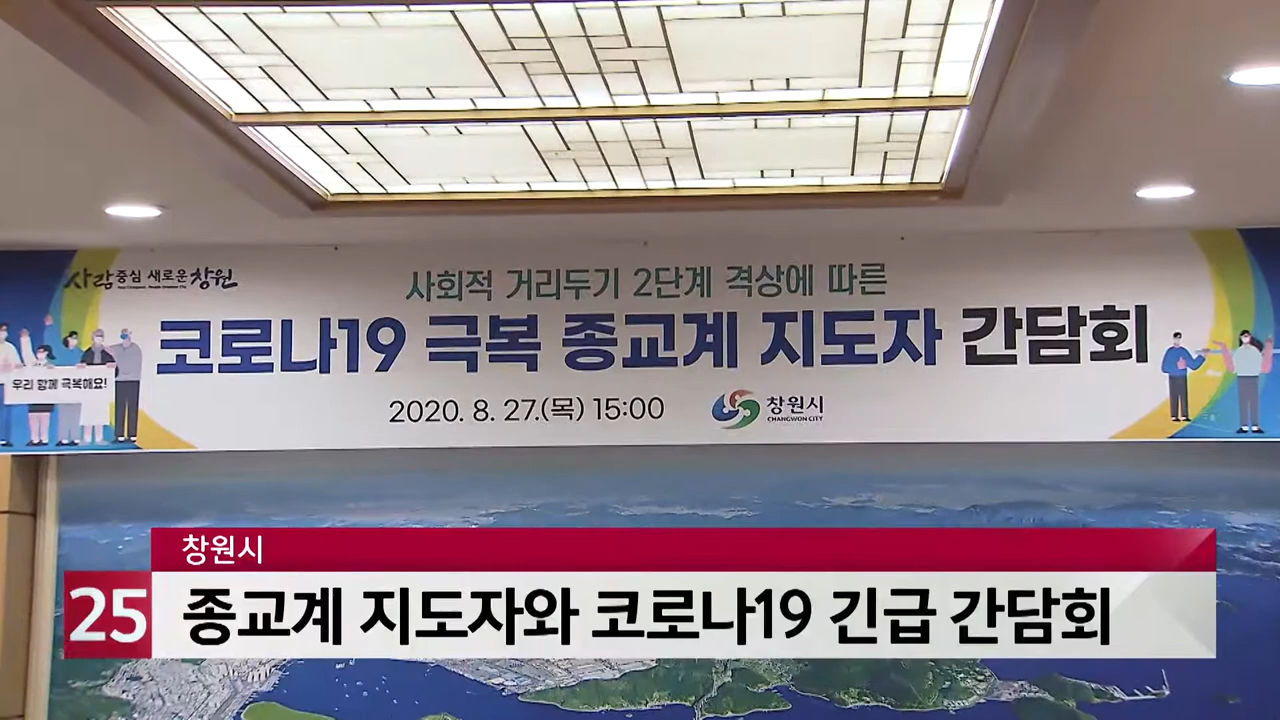 사람중심 새로운 창원
사회적 거리두기 2단계 격상에 따른
코로나19 극복 종교계 지도자 간담회
우리 함께 극복해요!
2020. 8. 27.(목) 15:00
창원시
CHANGWON CITY
창원시
25
종교계 지도자와 코로나19 긴급 간담회